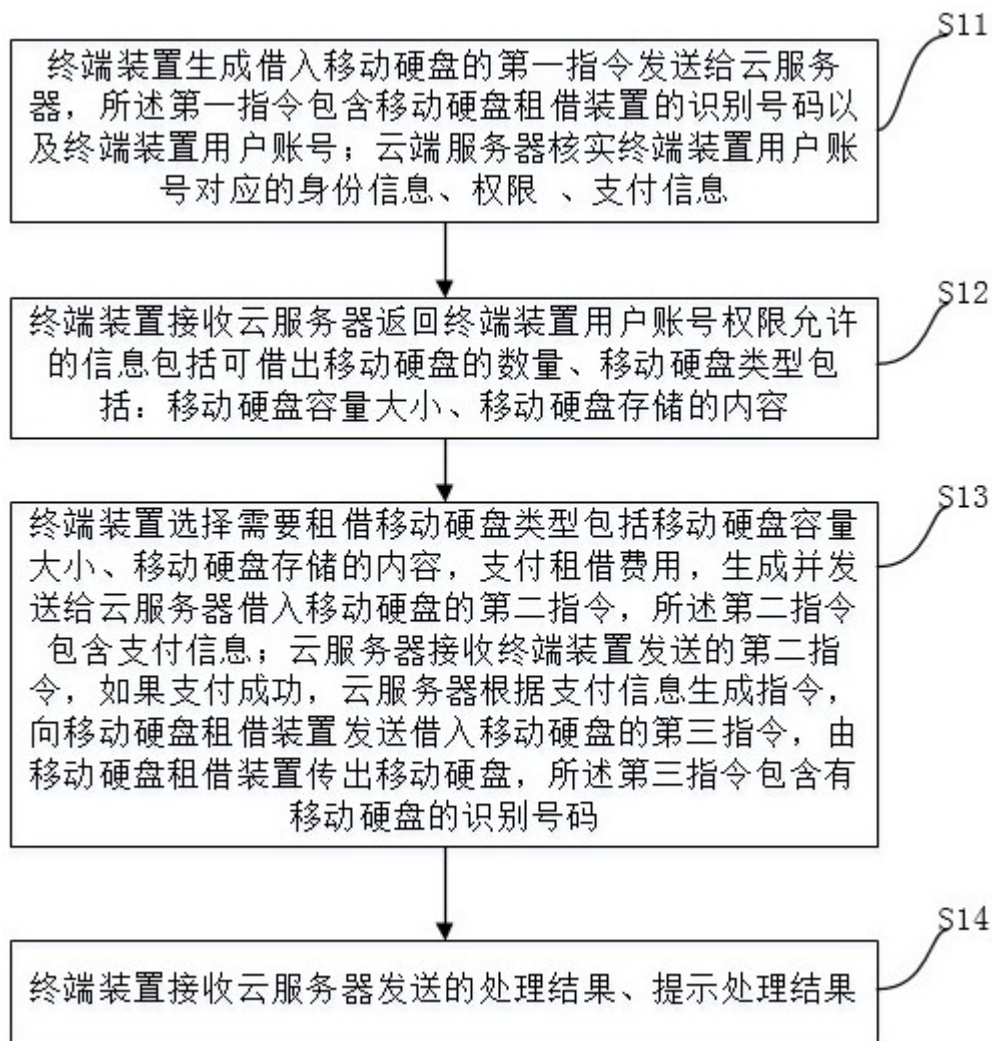 S11
终端装置生成借入移动硬盘的第一指令发送给云服务
器，所述第一指令包含移动硬盘租借装置的识别号码以
及终端装置用户账号；云端服务器核实终端装置用户账
号对应的身份信息、权限 、支付信息
S12
终端装置接收云服务器返回终端装置用户账号权限允许
的信息包括可借出移动硬盘的数量、移动硬盘类型包
括：移动硬盘容量大小、移动硬盘存储的内容
S13
终端装置选择需要租借移动硬盘类型包括移动硬盘容量
大小、移动硬盘存储的内容，支付租借费用，生成并发
送给云服务器借入移动硬盘的第二指令，所述第二指令
包含支付信息；云服务器接收终端装置发送的第二指
令，如果支付成功，云服务器根据支付信息生成指令，
向移动硬盘租借装置发送借入移动硬盘的第三指令，由
移动硬盘租借装置传出移动硬盘，所述第三指令包含有
移动硬盘的识别号码
S14
终端装置接收云服务器发送的处理结果、提示处理结果